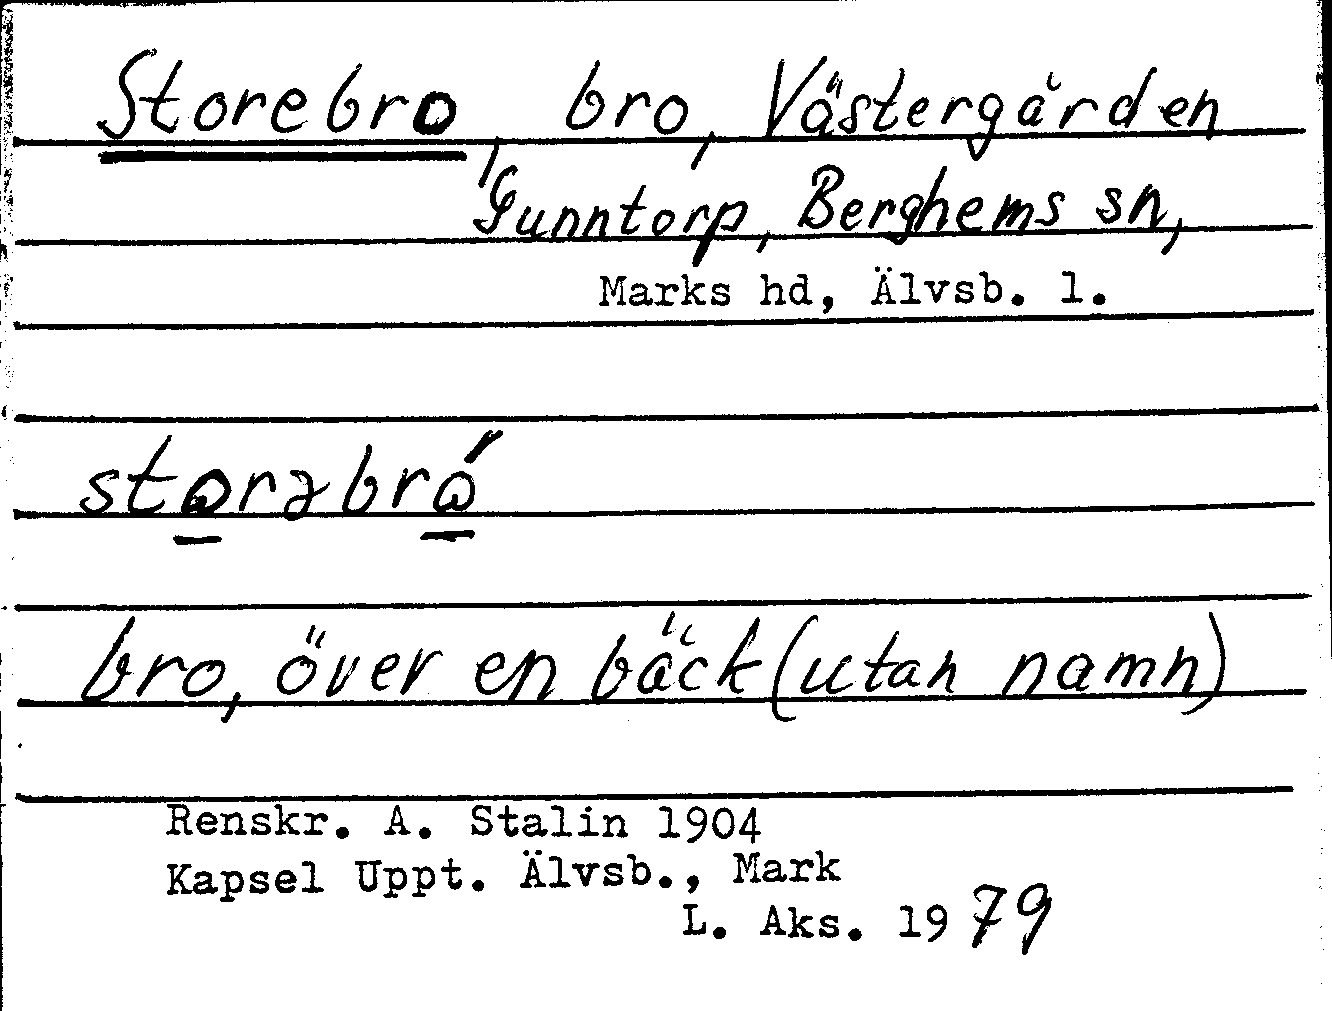 Storebro, bro, Västergården
Gunntorp, Berghems sn,
Marks hd, Älvsb. l.
storəbró
bro, över en bäck (utan namn)
Renskr. A. Stalin 1904
Kapsel Uppt. Älvsb., Mark
L. Aks. 1979